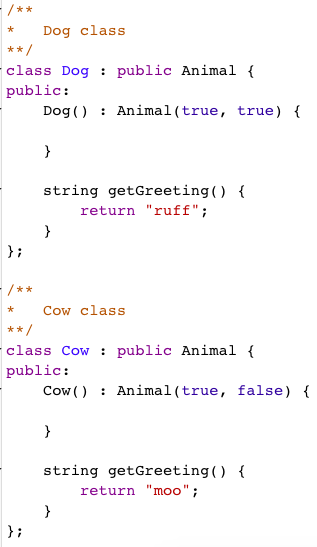 /**
*   Dog class
**/
class Dog : public Animal {
public:
    Dog() : Animal(true, true) {

    }

    string getGreeting() {
        return "ruff";
    }
};

/**
*   Cow class
**/
class Cow : public Animal {
public:
    Cow() : Animal(true, false) {

    }

    string getGreeting() {
        return "moo";
    }
};